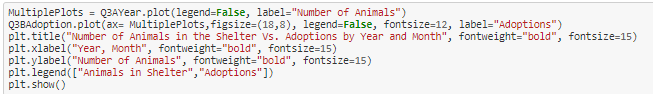 MultiplePlots = Q3AYear.plot(legend=False, label="Number of Animals")
Q3BAdoption.plot(ax= MultiplePlots,figsize=(18,8), legend=False, fontsize=12, label="Adoptions")
plt.title("Number of Animals in the Shelter Vs. Adoptions by Year and Month", fontweight="bold", fontsize=15)
plt.xlabel("Year, Month", fontweight="bold", fontsize=15)
plt.ylabel("Number of Animals", fontweight="bold", fontsize=15)
plt.legend(["Animals in Shelter","Adoptions"])
plt.show()